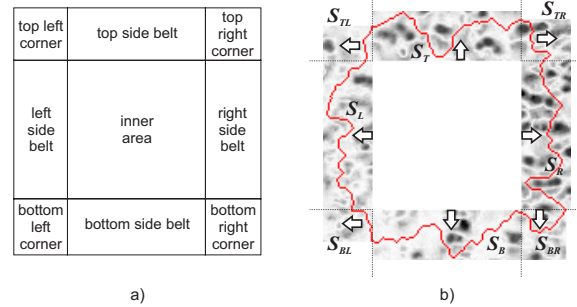 top left
corner
top side belt
top
right
corner
left
side
belt
inner
area
right
side
belt
bottom
left
corner
bottom side belt
bottom
right
corner
a)
S_TL
S_TR
S_T
S_L
S_R
S_BL
S_B
S_BR
b)